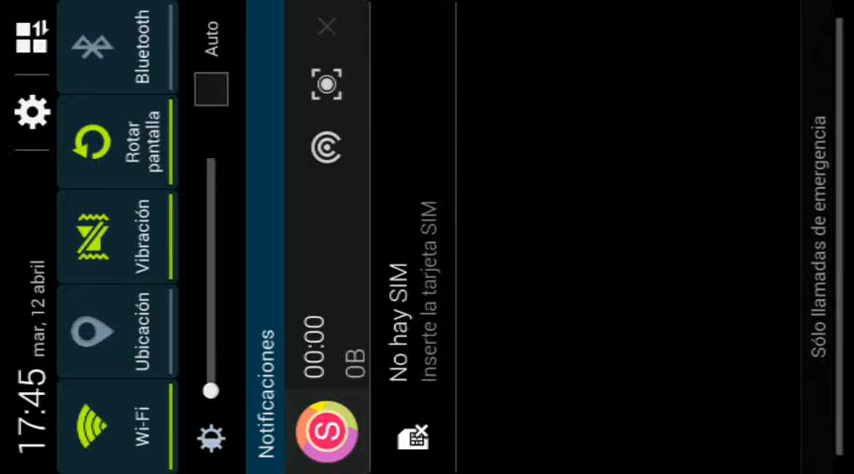 17:45 mar, 12 abril
Wi-Fi
Ubicación
Vibración
Rotar
pantalla
Bluetooth
Auto
Notificaciones
S
00:00
0B
No hay SIM
Inserte la tarjeta SIM
Sólo llamadas de emergencia